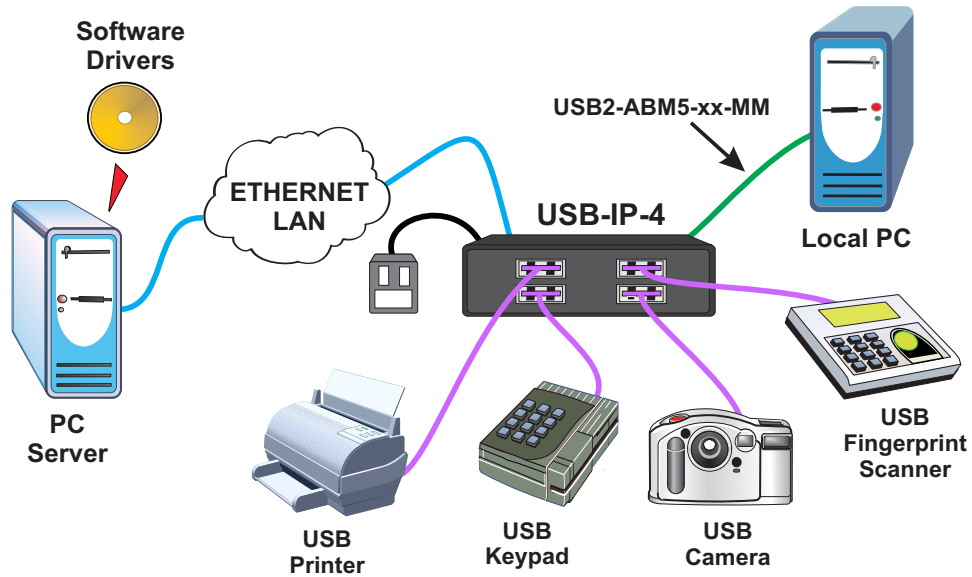 Software
Drivers
USB2-ABM5-xx-MM
ETHERNET
LAN
USB-IP-4
Local PC
PC
Server
USB
Printer
USB
Keypad
USB
Camera
USB
Fingerprint
Scanner